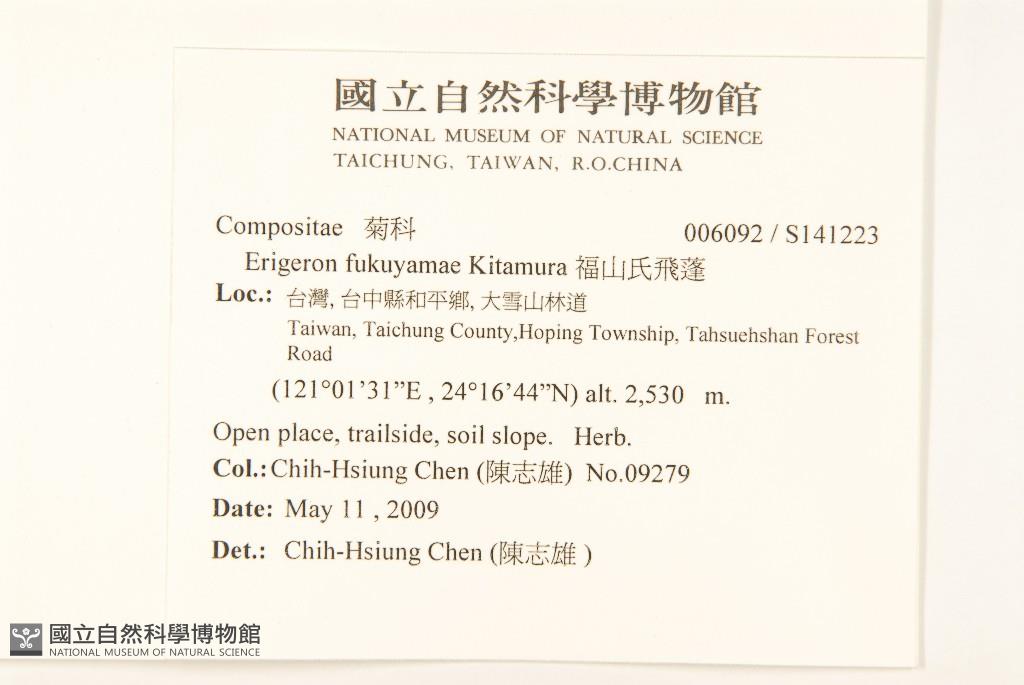 國立自然科學博物館
NATIONAL MUSEUM OF NATURAL SCIENCE
TAICHUNG, TAIWAN, R.O.CHINA
Compositae 菊科 006092 / S141223
Erigeron fukuyamae Kitamura 福山氏飛蓬
Loc.: 台灣, 台中縣和平鄉, 大雪山林道
Taiwan, Taichung County,Hoping Township, Tahsuehshan Forest
Road
(121°01’31”E , 24°16’44”N) alt. 2,530 m.
Open place, trailside, soil slope. Herb.
Col.: Chih-Hsiung Chen (陳志雄) No.09279
Date: May 11 , 2009
Det.: Chih-Hsiung Chen (陳志雄 )
國立自然科學博物館
NATIONAL MUSEUM OF NATURAL SCIENCE